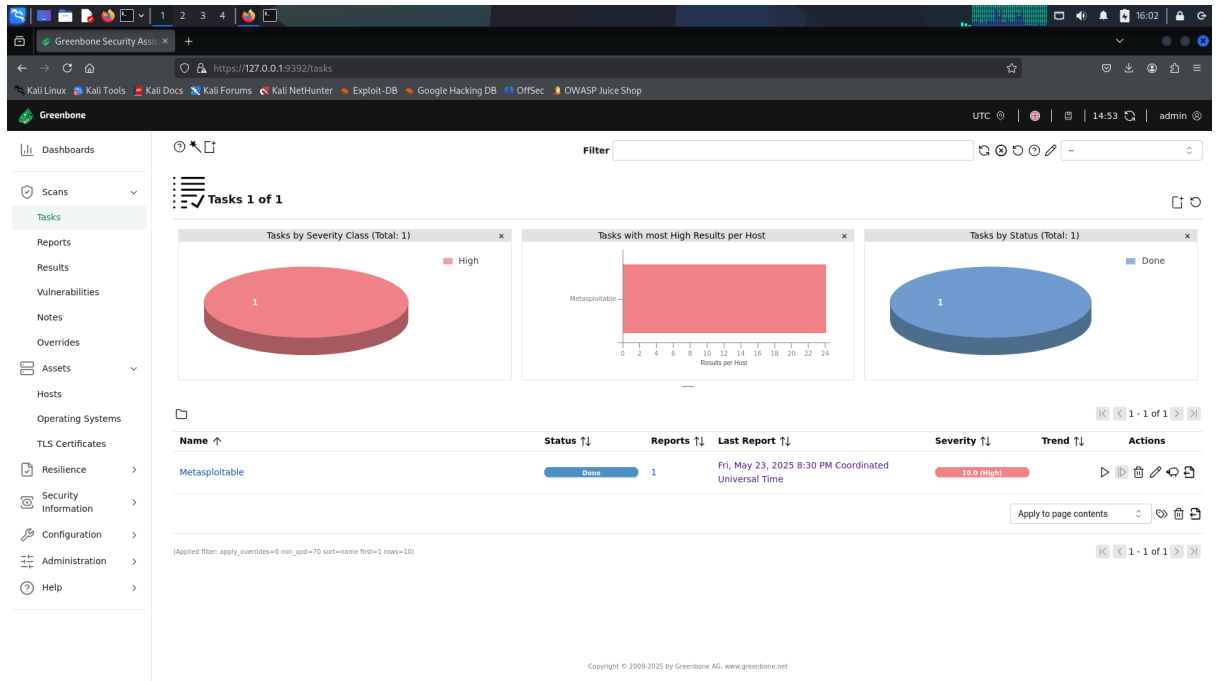 1 2 3 4 16:02
Greenbone Security Assis
https://127.0.0.1:9392/tasks
Kali Linux Kali Tools Kali Docs Kali Forums Kali NetHunter Exploit-DB Google Hacking DB OffSec OWASP Juice Shop
Greenbone UTC 14:53 admin
Dashboards
Scans
Tasks
Reports
Results
Vulnerabilities
Notes
Overrides
Assets
Hosts
Operating Systems
TLS Certificates
Resilience
Security
Information
Configuration
Administration
Help
Filter --
Tasks 1 of 1
Tasks by Severity Class (Total: 1)
High
1
Tasks with most High Results per Host
Metasploitable
0 2 4 6 8 10 12 14 16 18 20 22 24
Results per Host
Tasks by Status (Total: 1)
Done
1
1 - 1 of 1
Name Status Reports Last Report Severity Trend Actions
Metasploitable Done 1 Fri, May 23, 2025 8:30 PM Coordinated
Universal Time 10.0 (High)
Apply to page contents
(Applied filter: apply_overrides=0 min_qod=70 sort=name first=1 rows=10) 1 - 1 of 1
Copyright © 2009-2025 by Greenbone AG, www.greenbone.net